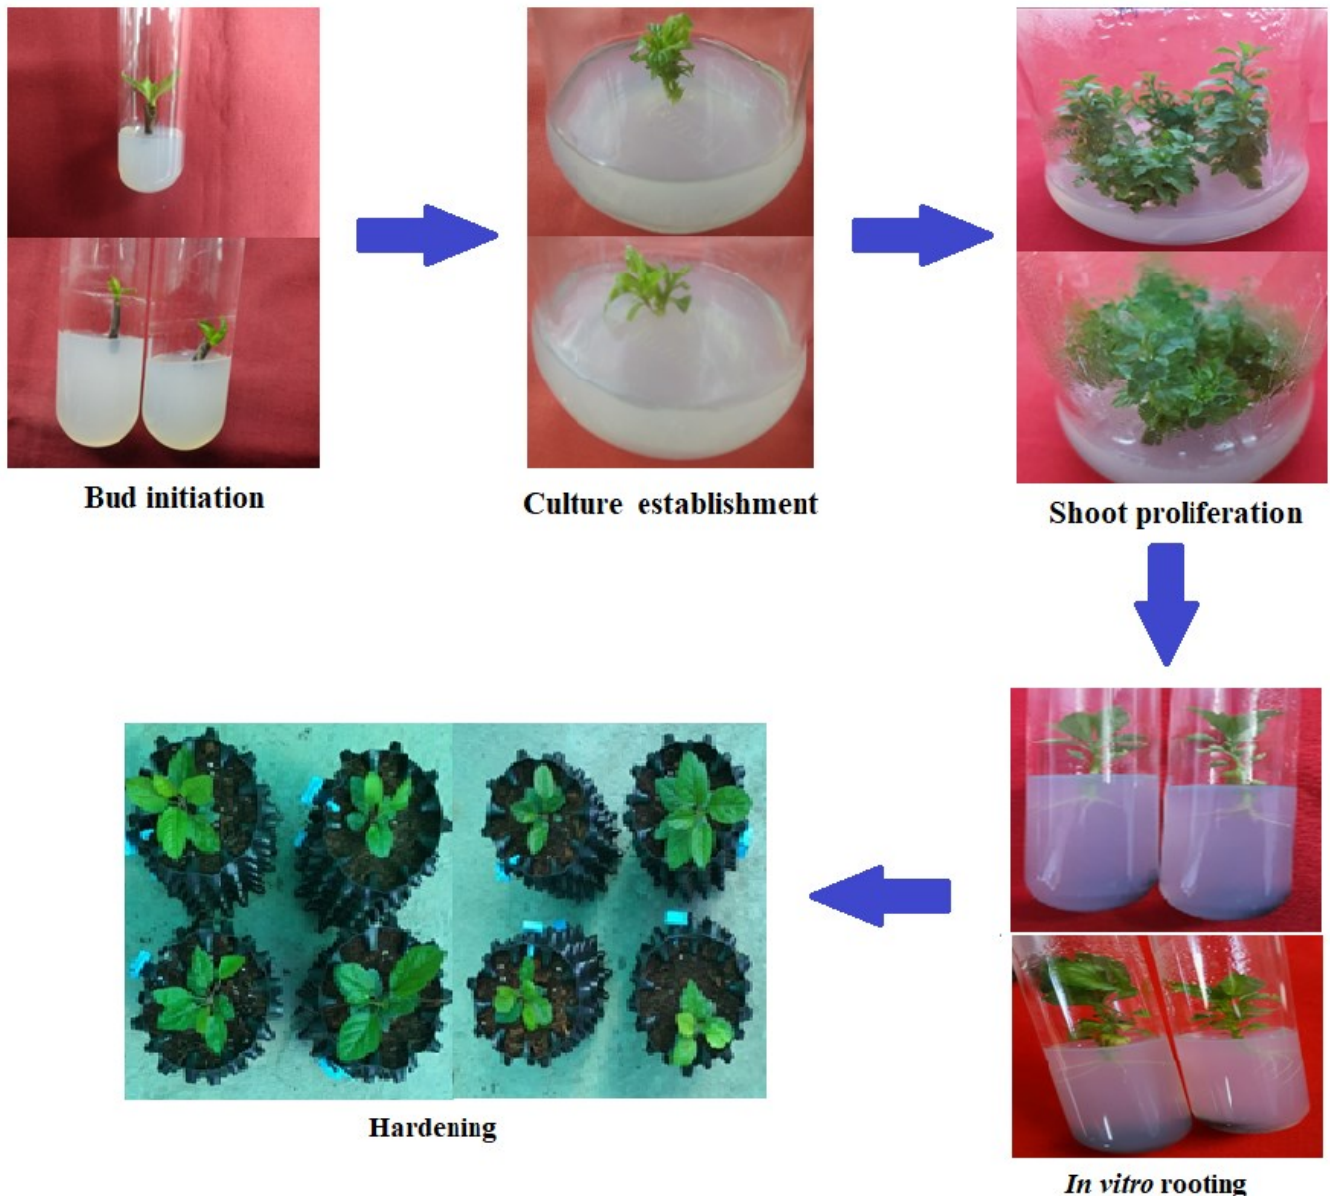 Bud initiation
Culture establishment
Shoot proliferation
Hardening
In vitro rooting